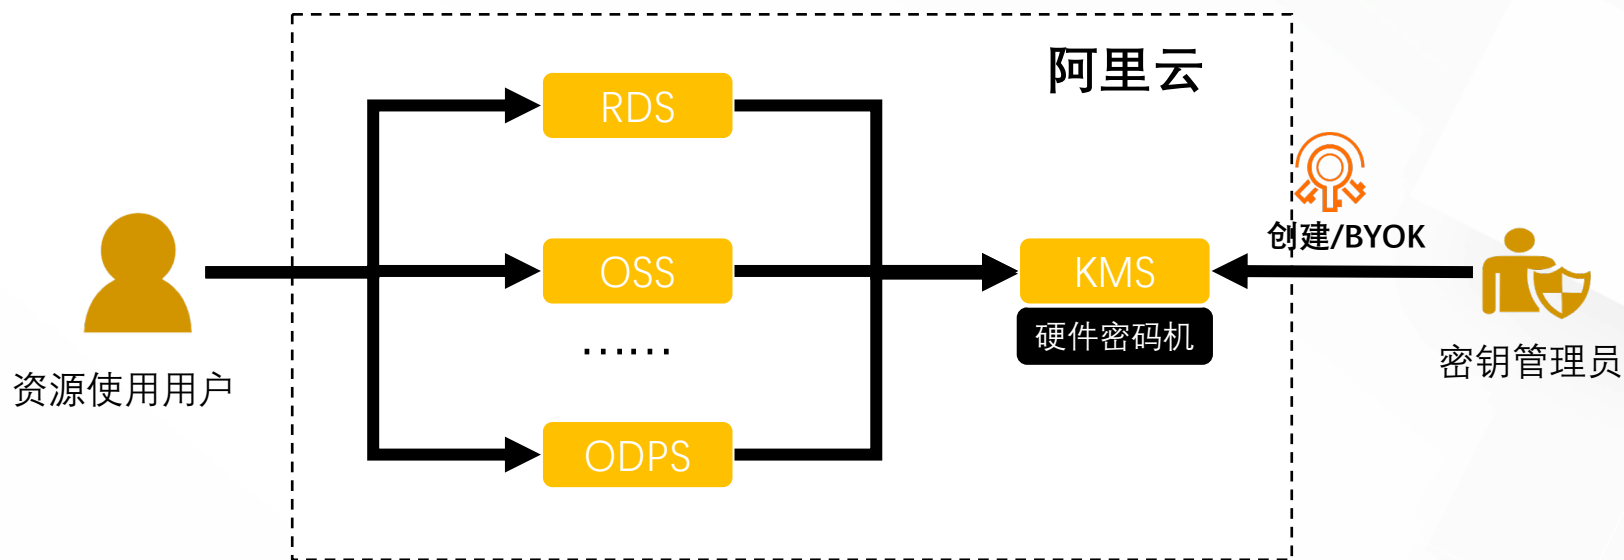 阿里云
RDS
创建/BYOK
OSS
KMS
硬件密码机
......
资源使用用户
密钥管理员
ODPS